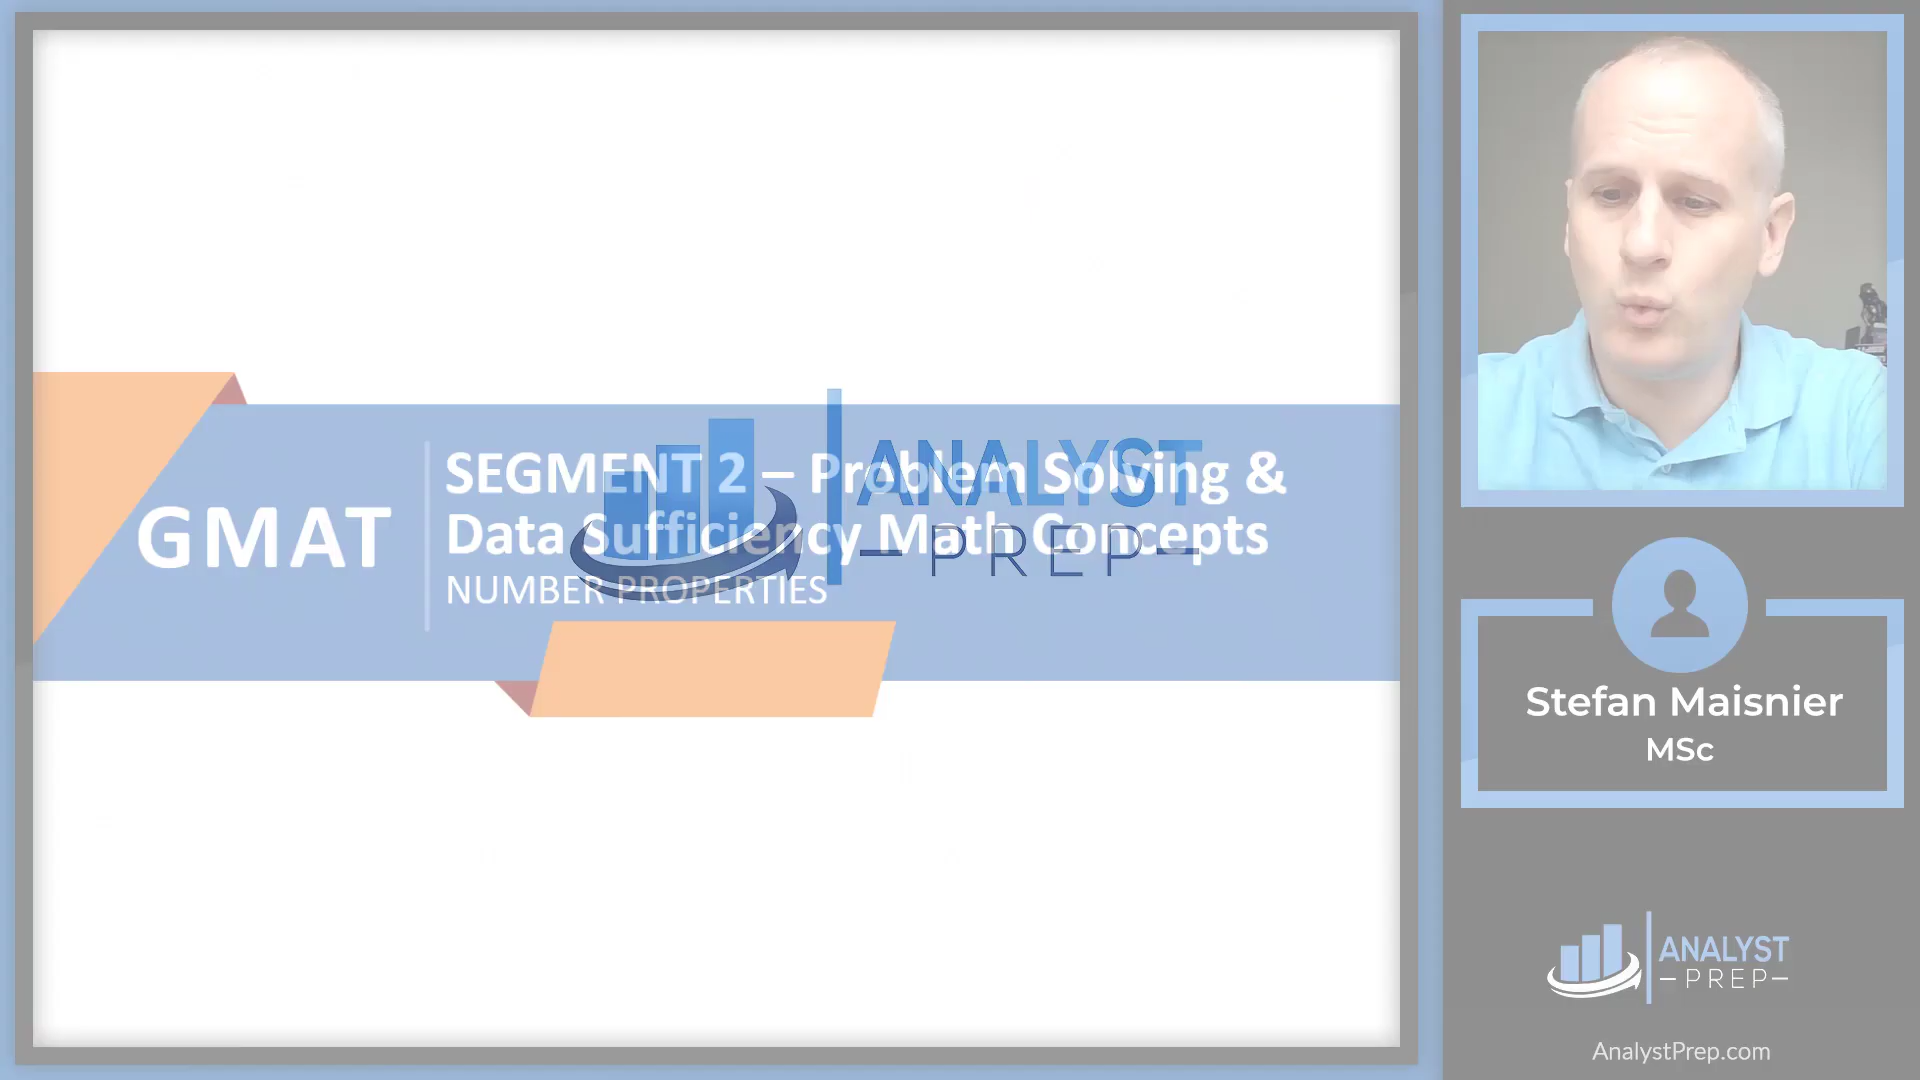 GMAT
SEGMENT 2 – Problem Solving &
Data Sufficiency Math Concepts
NUMBER PROPERTIES
ANALYST
PREP
Stefan Maisnier
MSc
ANALYST
PREP
AnalystPrep.com